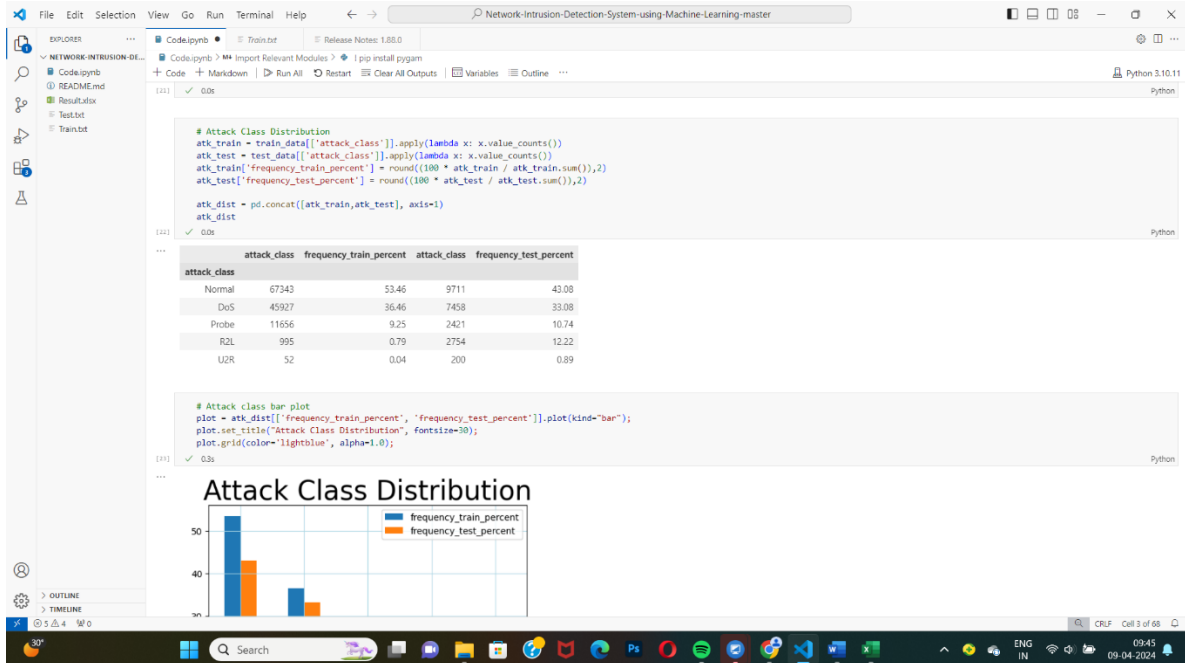 File Edit Selection View Go Run Terminal Help ← → Network-Intrusion-Detection-System-using-Machine-Learning-master
EXPLORER ··· Code.ipynb ● Train.txt Release Notes: 1.88.0
NETWORK-INTRUSION-DE...
Code.ipynb
README.md
Result.xlsx
Test.txt
Train.txt
Code.ipynb > M↓ Import Relevant Modules > ! pip install pygam
+ Code + Markdown Run All Restart Clear All Outputs Variables Outline ··· Python 3.10.11
[21] ✓ 0.0s Python
# Attack Class Distribution
atk_train = train_data[['attack_class']].apply(lambda x: x.value_counts())
atk_test = test_data[['attack_class']].apply(lambda x: x.value_counts())
atk_train['frequency_train_percent'] = round((100 * atk_train / atk_train.sum()),2)
atk_test['frequency_test_percent'] = round((100 * atk_test / atk_test.sum()),2)
atk_dist = pd.concat([atk_train,atk_test], axis=1)
atk_dist
[22] ✓ 0.0s Python
attack_class frequency_train_percent attack_class frequency_test_percent
attack_class
Normal 67343 53.46 9711 43.08
DoS 45927 36.46 7458 33.08
Probe 11656 9.25 2421 10.74
R2L 995 0.79 2754 12.22
U2R 52 0.04 200 0.89
# Attack class bar plot
plot = atk_dist[['frequency_train_percent', 'frequency_test_percent']].plot(kind="bar");
plot.set_title("Attack Class Distribution", fontsize=30);
plot.grid(color='lightblue', alpha=1.0);
[23] ✓ 0.3s Python
Attack Class Distribution
frequency_train_percent
frequency_test_percent
50
40
30
OUTLINE
TIMELINE
5 4 0 CRLF Cell 3 of 68
30° Search Ps ENG IN 09:45
09-04-2024